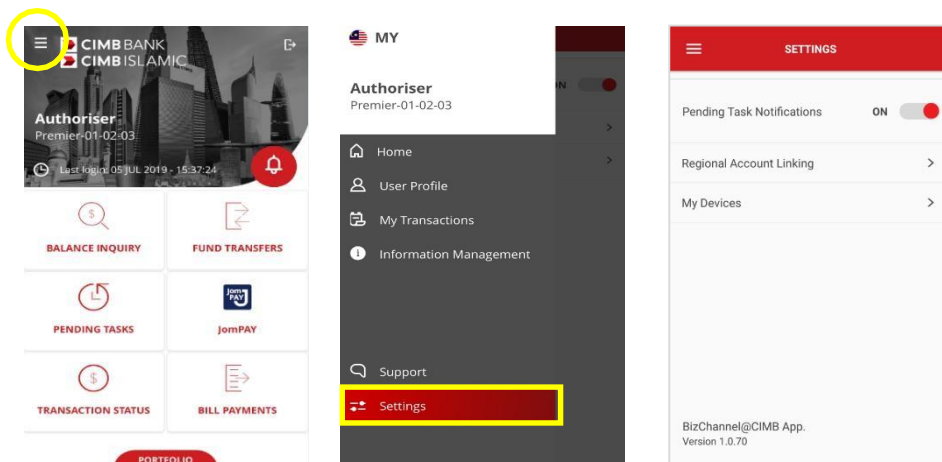 CIMB BANK
CIMB ISLAMIC
Authoriser
Premier-01-02-03
Last login: 05 JUL 2019 - 15:37:24
BALANCE INQUIRY
FUND TRANSFERS
Jom
PAY
PENDING TASKS
JomPAY
TRANSACTION STATUS
BILL PAYMENTS
PORTFOLIO
MY
ON
Authoriser
Premier-01-02-03
Home
User Profile
My Transactions
Information Management
Support
Settings
SETTINGS
Pending Task Notifications ON
Regional Account Linking
My Devices
BizChannel@CIMB App.
Version 1.0.70